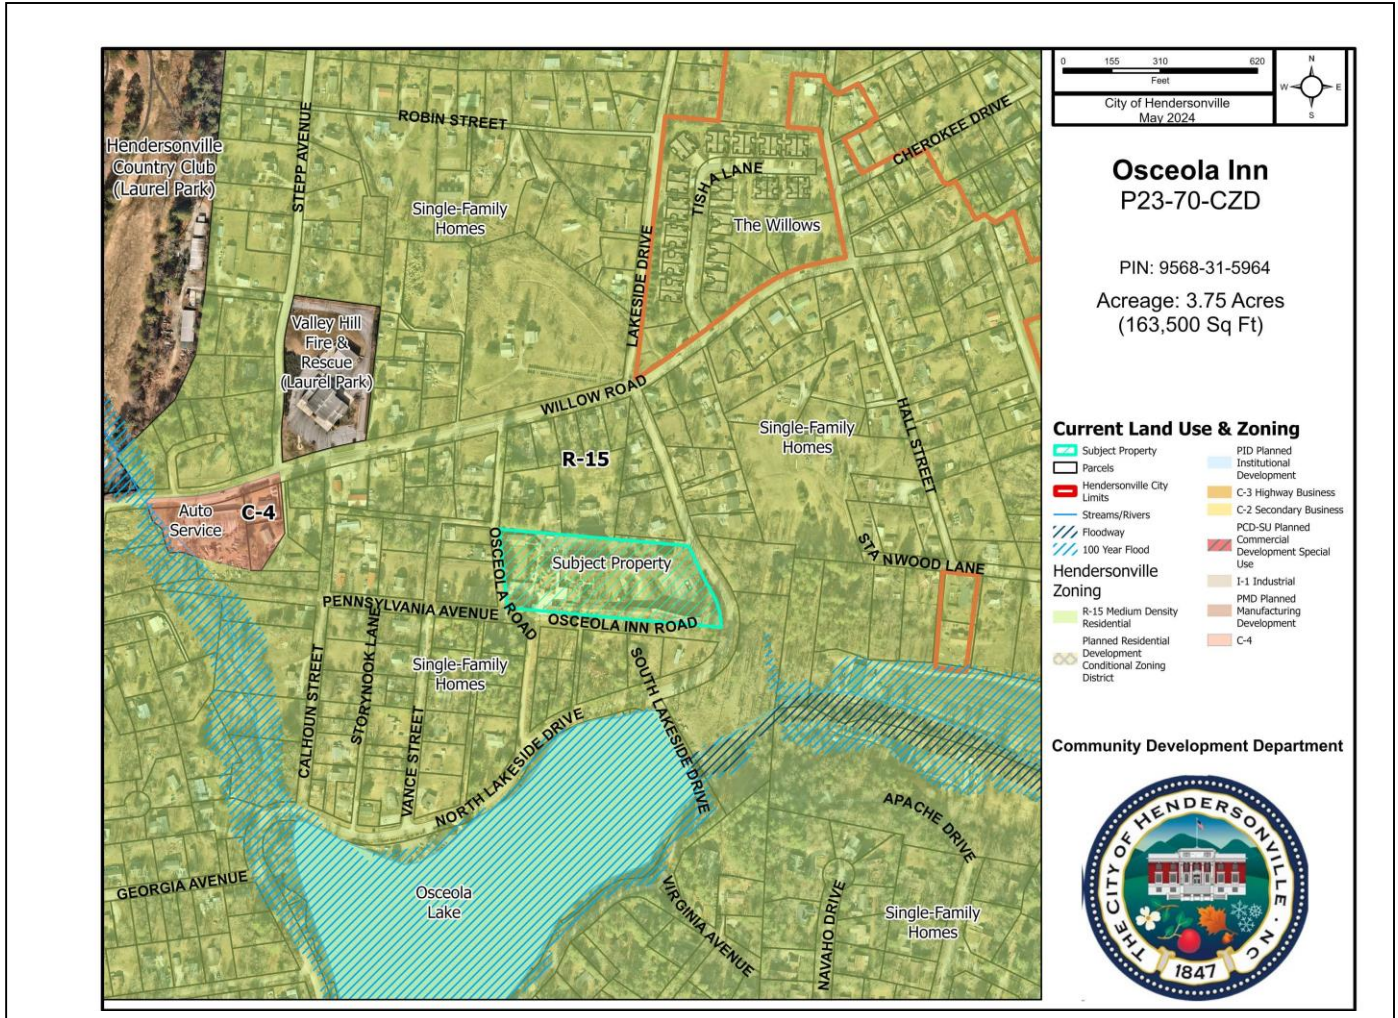 ROBIN STREET
STEPP AVENUE
CHEROKEE DRIVE
Hendersonville
Country Club
(Laurel Park)
TISHA LANE
Single-Family
Homes
The Willows
LAKESIDE DRIVE
Valley Hill
Fire &
Rescue
(Laurel Park)
WILLOW ROAD
HALL STREET
Single-Family
Homes
R-15
Auto
Service
C-4
OSCEOLA ROAD
Subject Property
STANWOOD LANE
PENNSYLVANIA AVENUE
OSCEOLA INN ROAD
CALHOUN STREET
STORYNOOK LANE
Single-Family
Homes
VANCE STREET
SOUTH LAKESIDE DRIVE
NORTH LAKESIDE DRIVE
APACHE DRIVE
GEORGIA AVENUE
Osceola
Lake
VIRGINIA AVENUE
NAVAHO DRIVE
Single-Family
Homes
0 155 310 620
Feet
City of Hendersonville
May 2024
N
W E
S
Osceola Inn
P23-70-CZD
PIN: 9568-31-5964
Acreage: 3.75 Acres
(163,500 Sq Ft)
Current Land Use & Zoning
Subject Property
Parcels
Hendersonville City
Limits
Streams/Rivers
Floodway
100 Year Flood
Hendersonville
Zoning
R-15 Medium Density
Residential
Planned Residential
Development
Conditional Zoning
District
PID Planned
Institutional
Development
C-3 Highway Business
C-2 Secondary Business
PCD-SU Planned
Commercial
Development Special
Use
I-1 Industrial
PMD Planned
Manufacturing
Development
C-4
Community Development Department
THE CITY OF HENDERSONVILLE · NC
1847